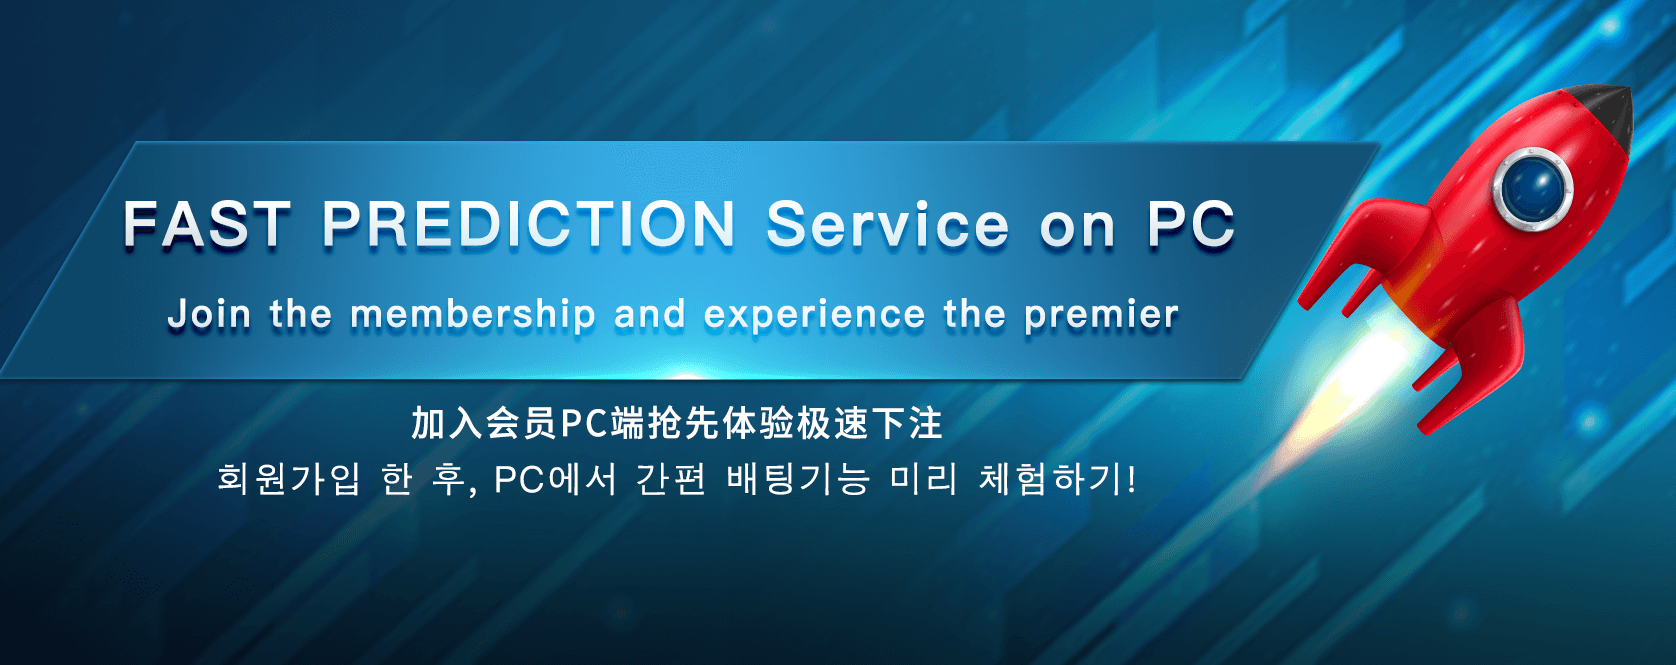 FAST PREDICTION Service on PC
Join the membership and experience the premier
加入会员PC端抢先体验极速下注
회원가입 한 후, PC에서 간편 배팅기능 미리 체험하기!